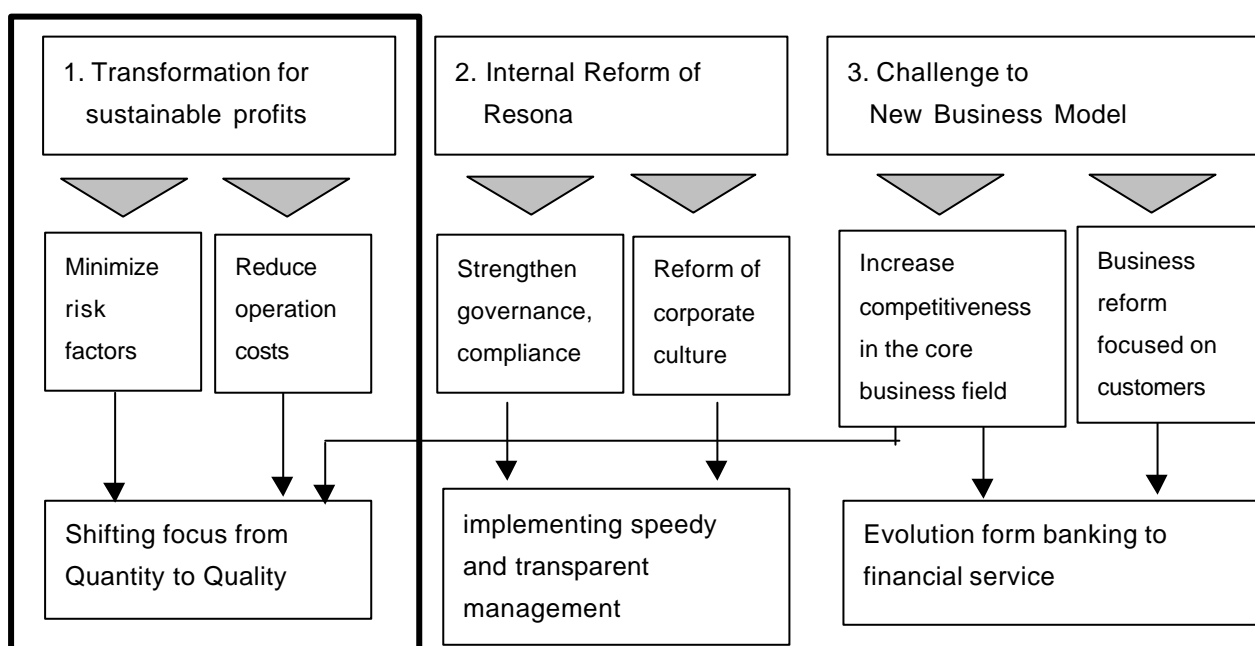 1. Transformation for
sustainable profits
2. Internal Reform of
Resona
3. Challenge to
New Business Model
Minimize
risk
factors
Reduce
operation
costs
Strengthen
governance,
compliance
Reform of
corporate
culture
Increase
competitiveness
in the core
business field
Business
reform
focused on
customers
Shifting focus from
Quantity to Quality
implementing speedy
and transparent
management
Evolution form banking to
financial service